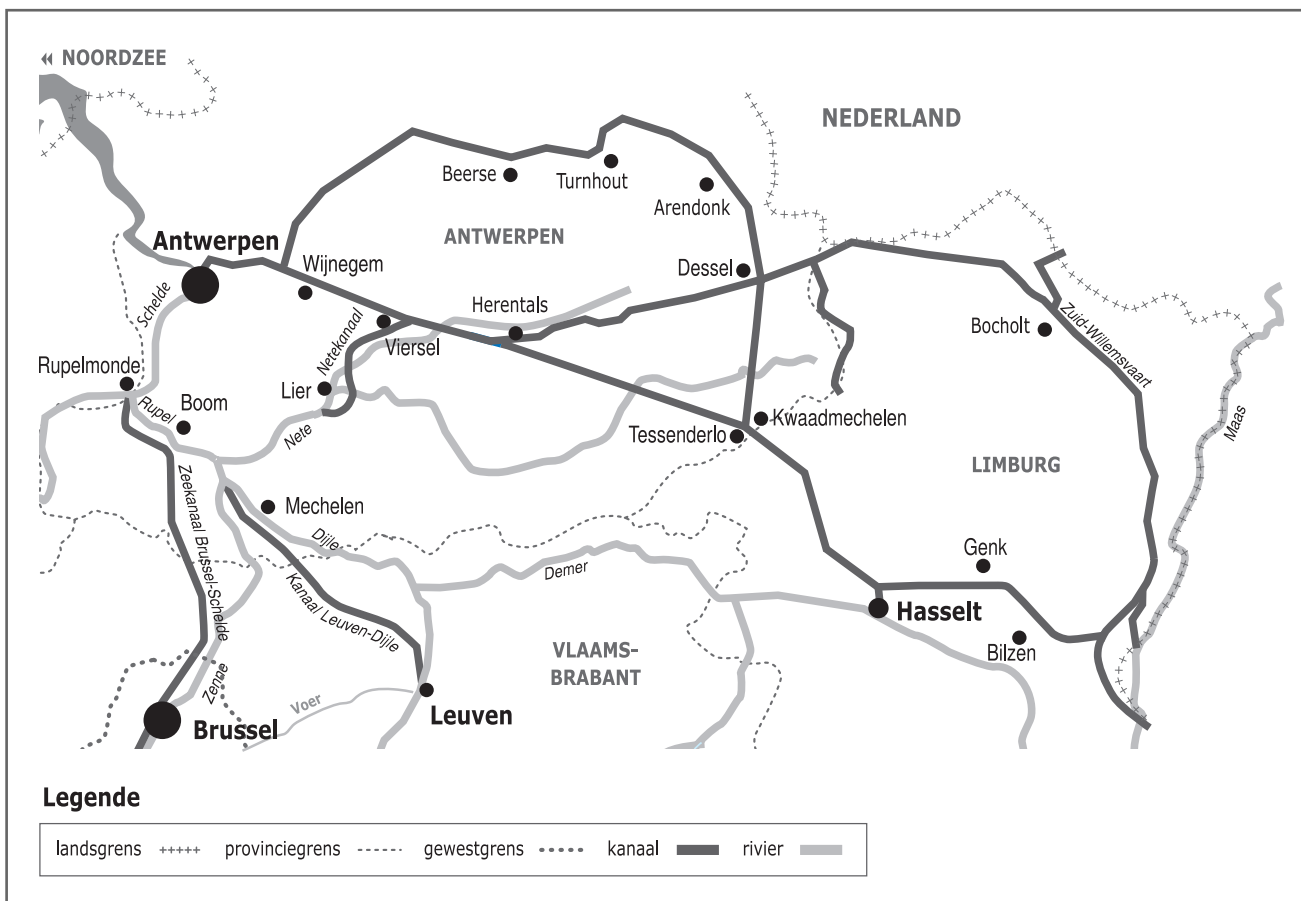 NOORDZEE
NEDERLAND
Beerse
Turnhout
Arendonk
Antwerpen
ANTWERPEN
Wijnegem
Dessel
Schelde
Herentals
Netekanaal
Viersel
Bocholt
Zuid-Willemsvaart
Rupelmonde
Boom
Lier
Rupel
Nete
Kwaadmechelen
Tessenderlo
Maas
LIMBURG
Zeekanaal Brussel-Schelde
Mechelen
Dijle
Genk
Demer
Kanaal Leuven-Dijle
Hasselt
Bilzen
VLAAMS-
BRABANT
Zenne
Voer
Leuven
Brussel
Legende
landsgrens provinciegrens gewestgrens kanaal rivier